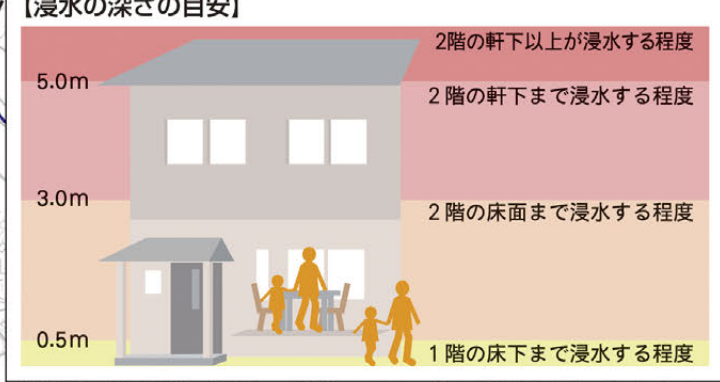 【浸水の深さの目安】
2階の軒下以上が浸水する程度
5.0m
2階の軒下まで浸水する程度
3.0m
2階の床面まで浸水する程度
0.5m
1階の床下まで浸水する程度